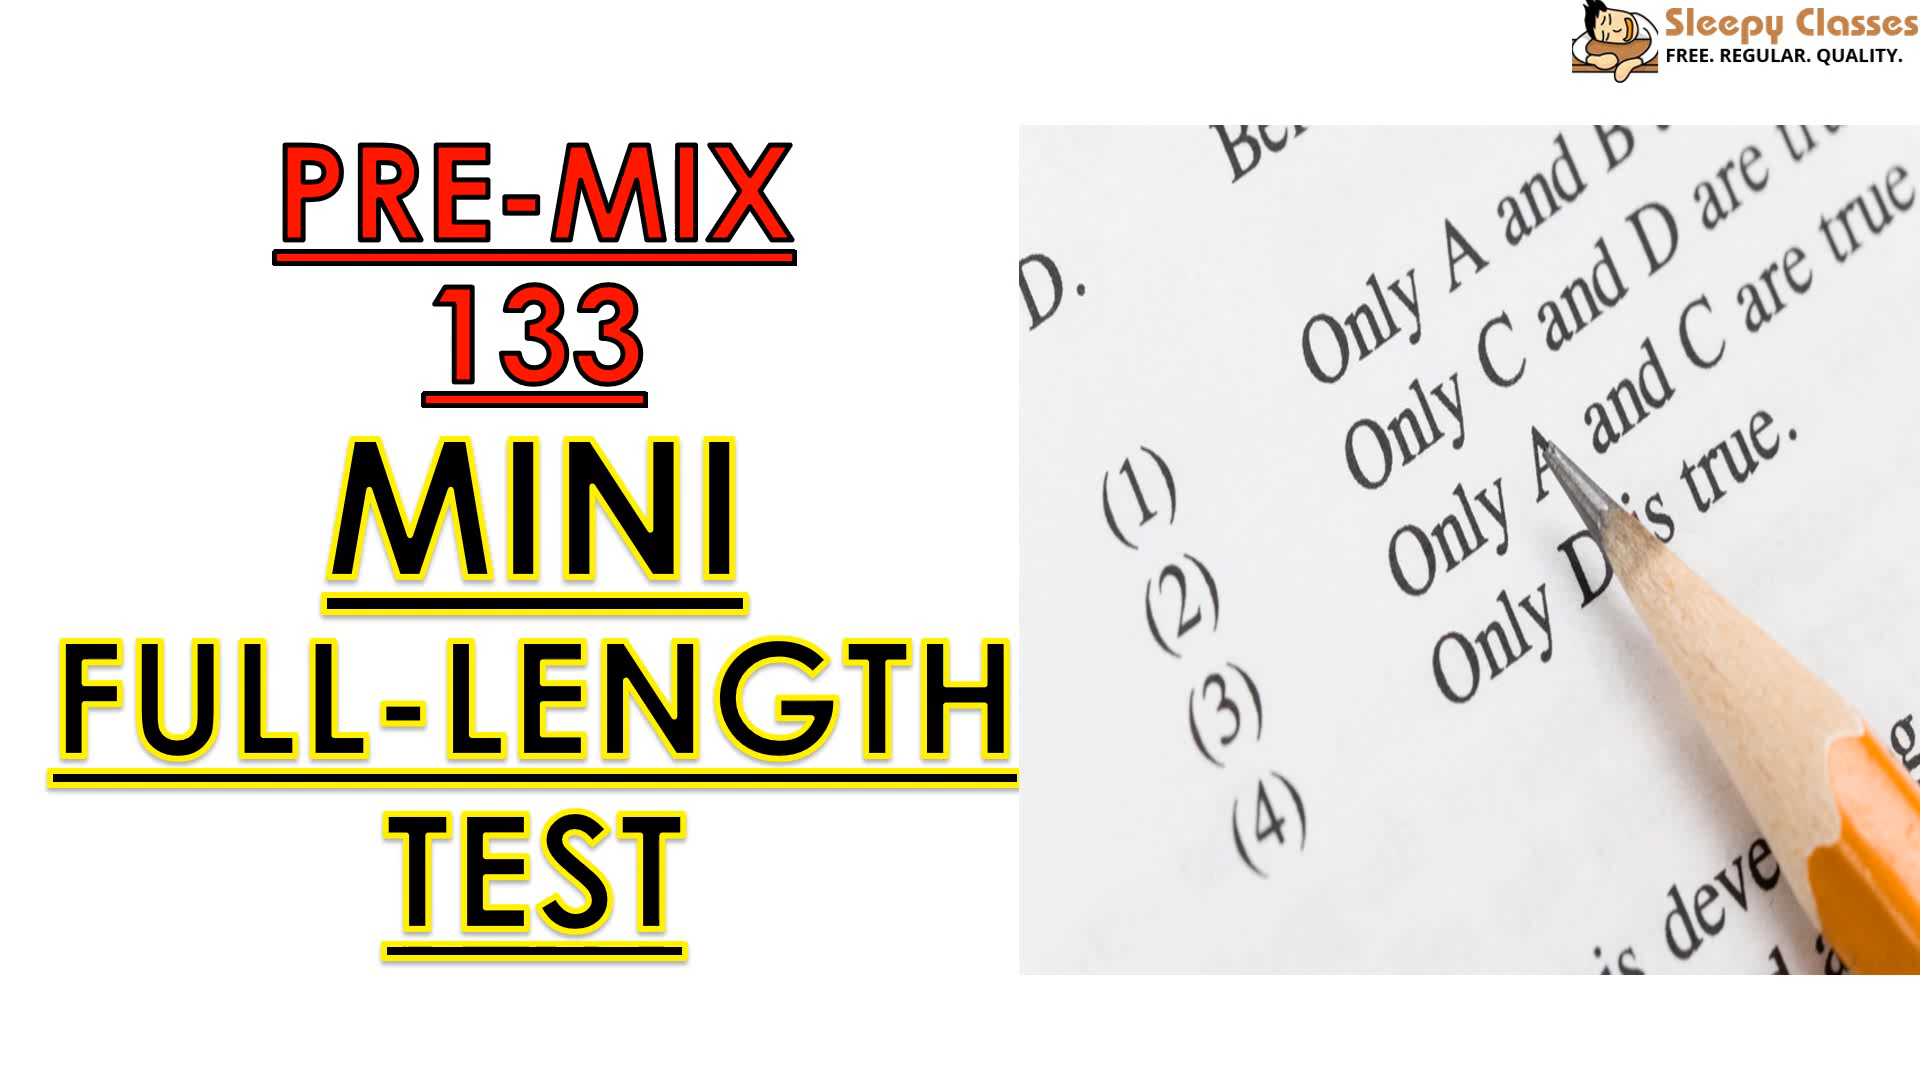 Sleepy Classes
FREE. REGULAR. QUALITY.
PRE-MIX
133
MINI
FULL-LENGTH
TEST
D.
(1) Only A and B
(2) Only C and D are
(3) Only A and C are true
(4) Only D is true.
is